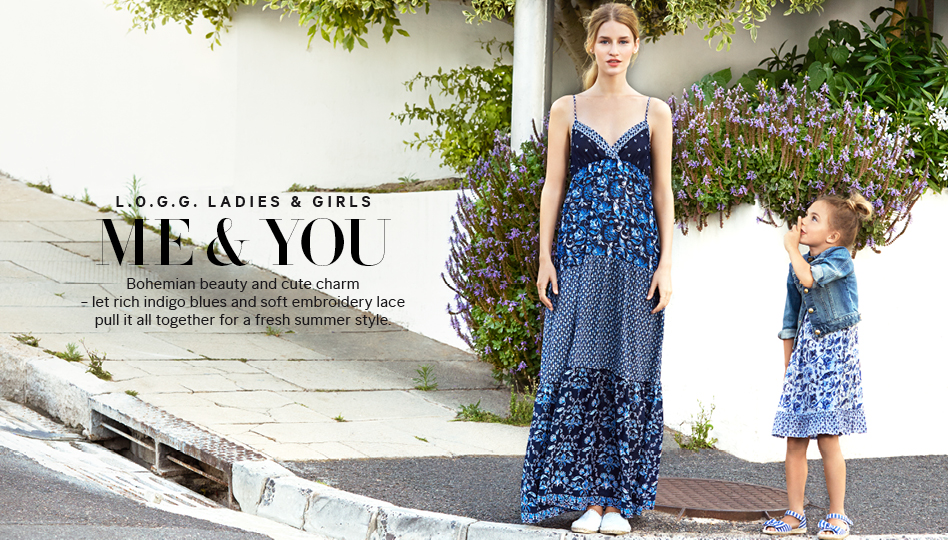 L.O.G.G. LADIES & GIRLS
ME & YOU
Bohemian beauty and cute charm
– let rich indigo blues and soft embroidery lace
pull it all together for a fresh summer style.